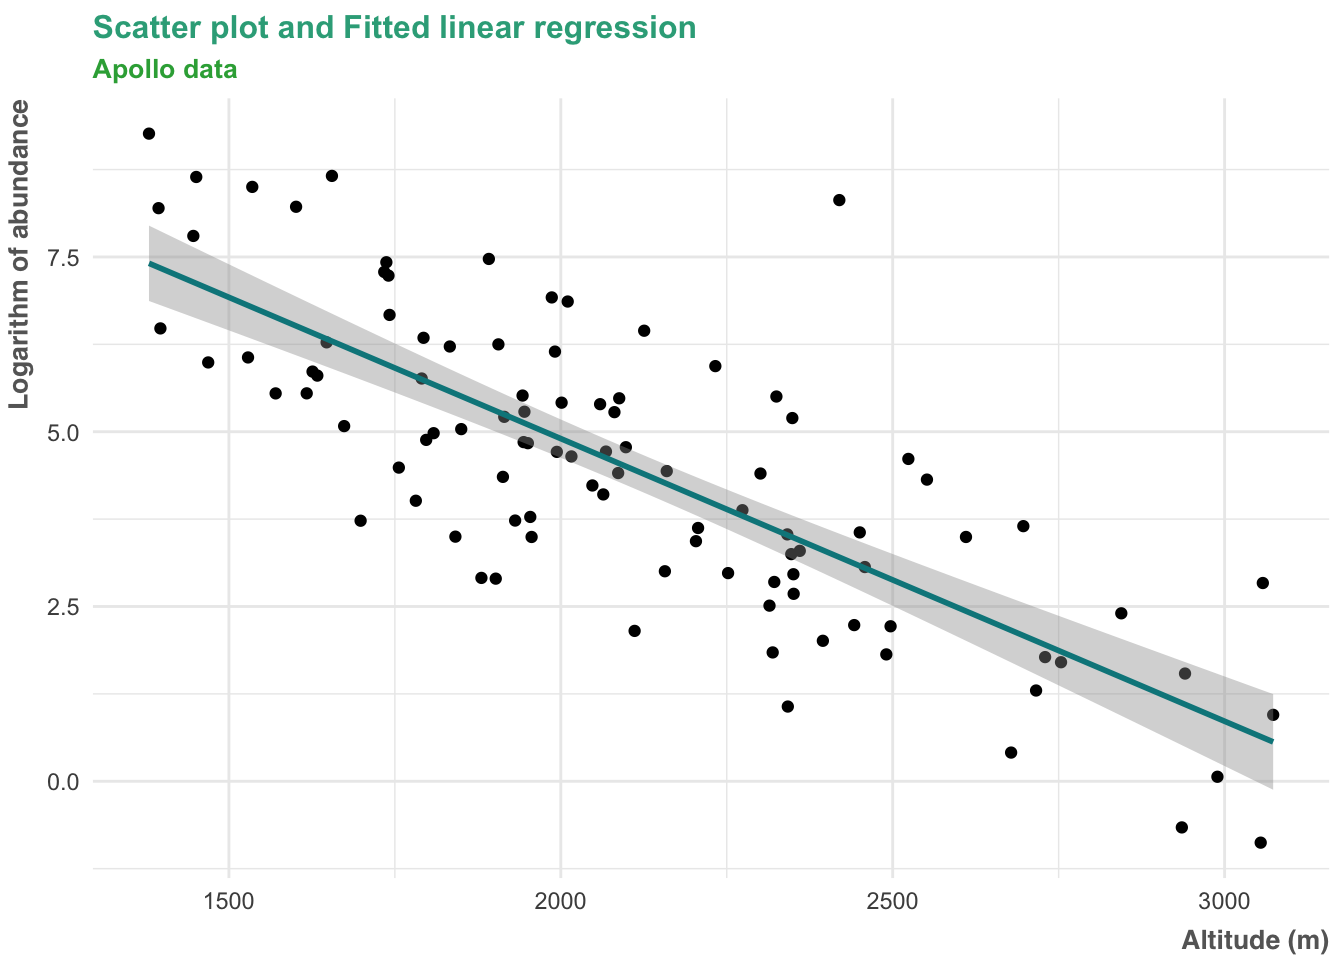 Scatter plot and Fitted linear regression
Apollo data
Logarithm of abundance
7.5
5.0
2.5
0.0
1500 2000 2500 3000
Altitude (m)